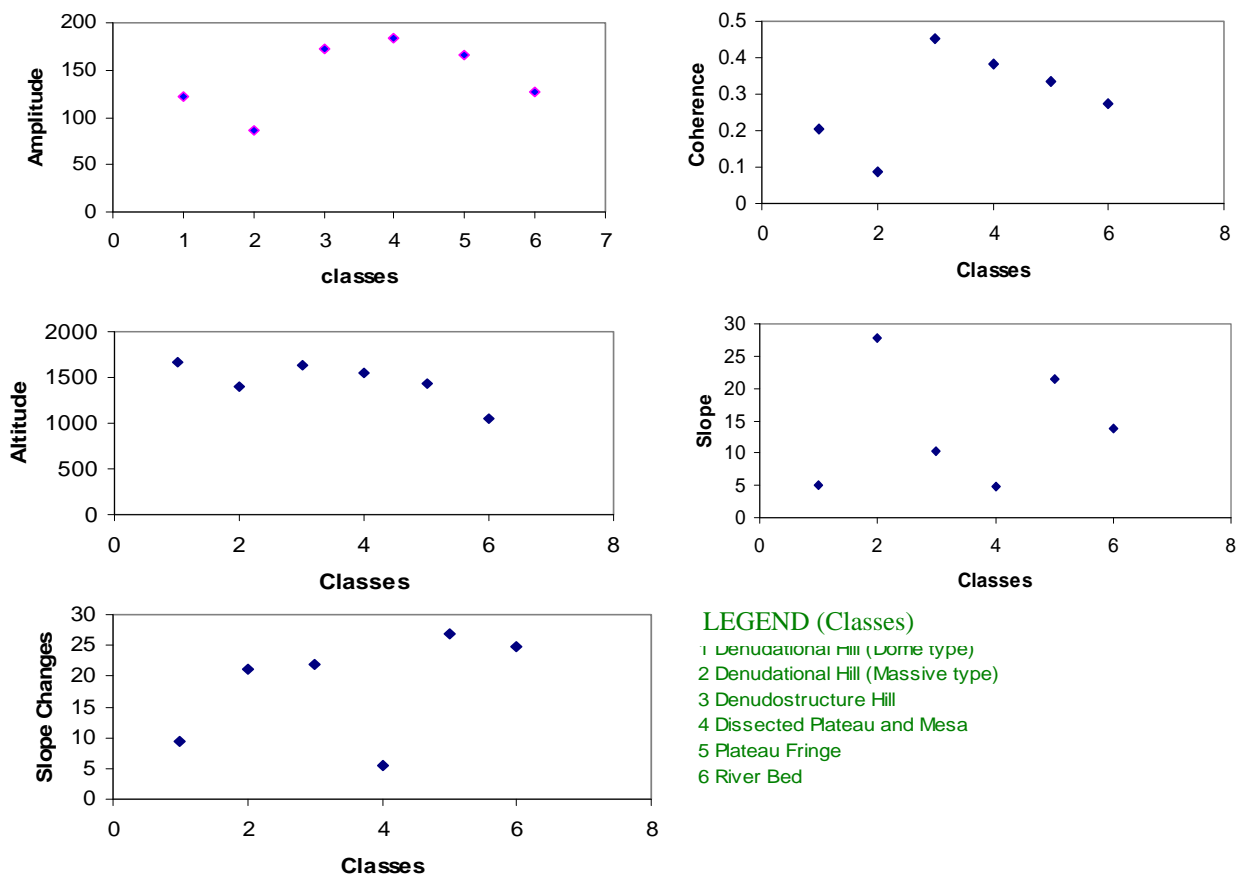 200
150
100
50
0
Amplitude
0 1 2 3 4 5 6 7
classes
0.5
0.4
0.3
0.2
0.1
0
Coherence
0 2 4 6 8
Classes
2000
1500
1000
500
0
Altitude
0 2 4 6 8
Classes
30
25
20
15
10
5
0
Slope
0 2 4 6 8
Classes
30
25
20
15
10
5
0
Slope Changes
0 2 4 6 8
Classes
LEGEND (Classes)
1 Denudational Hill (Dome type)
2 Denudational Hill (Massive type)
3 Denudostructure Hill
4 Dissected Plateau and Mesa
5 Plateau Fringe
6 River Bed